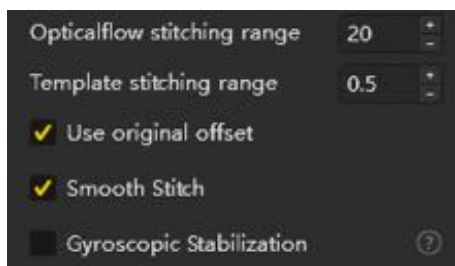 Opticalflow stitching range 20
Template stitching range 0.5
Use original offset
Smooth Stitch
Gyroscopic Stabilization ?